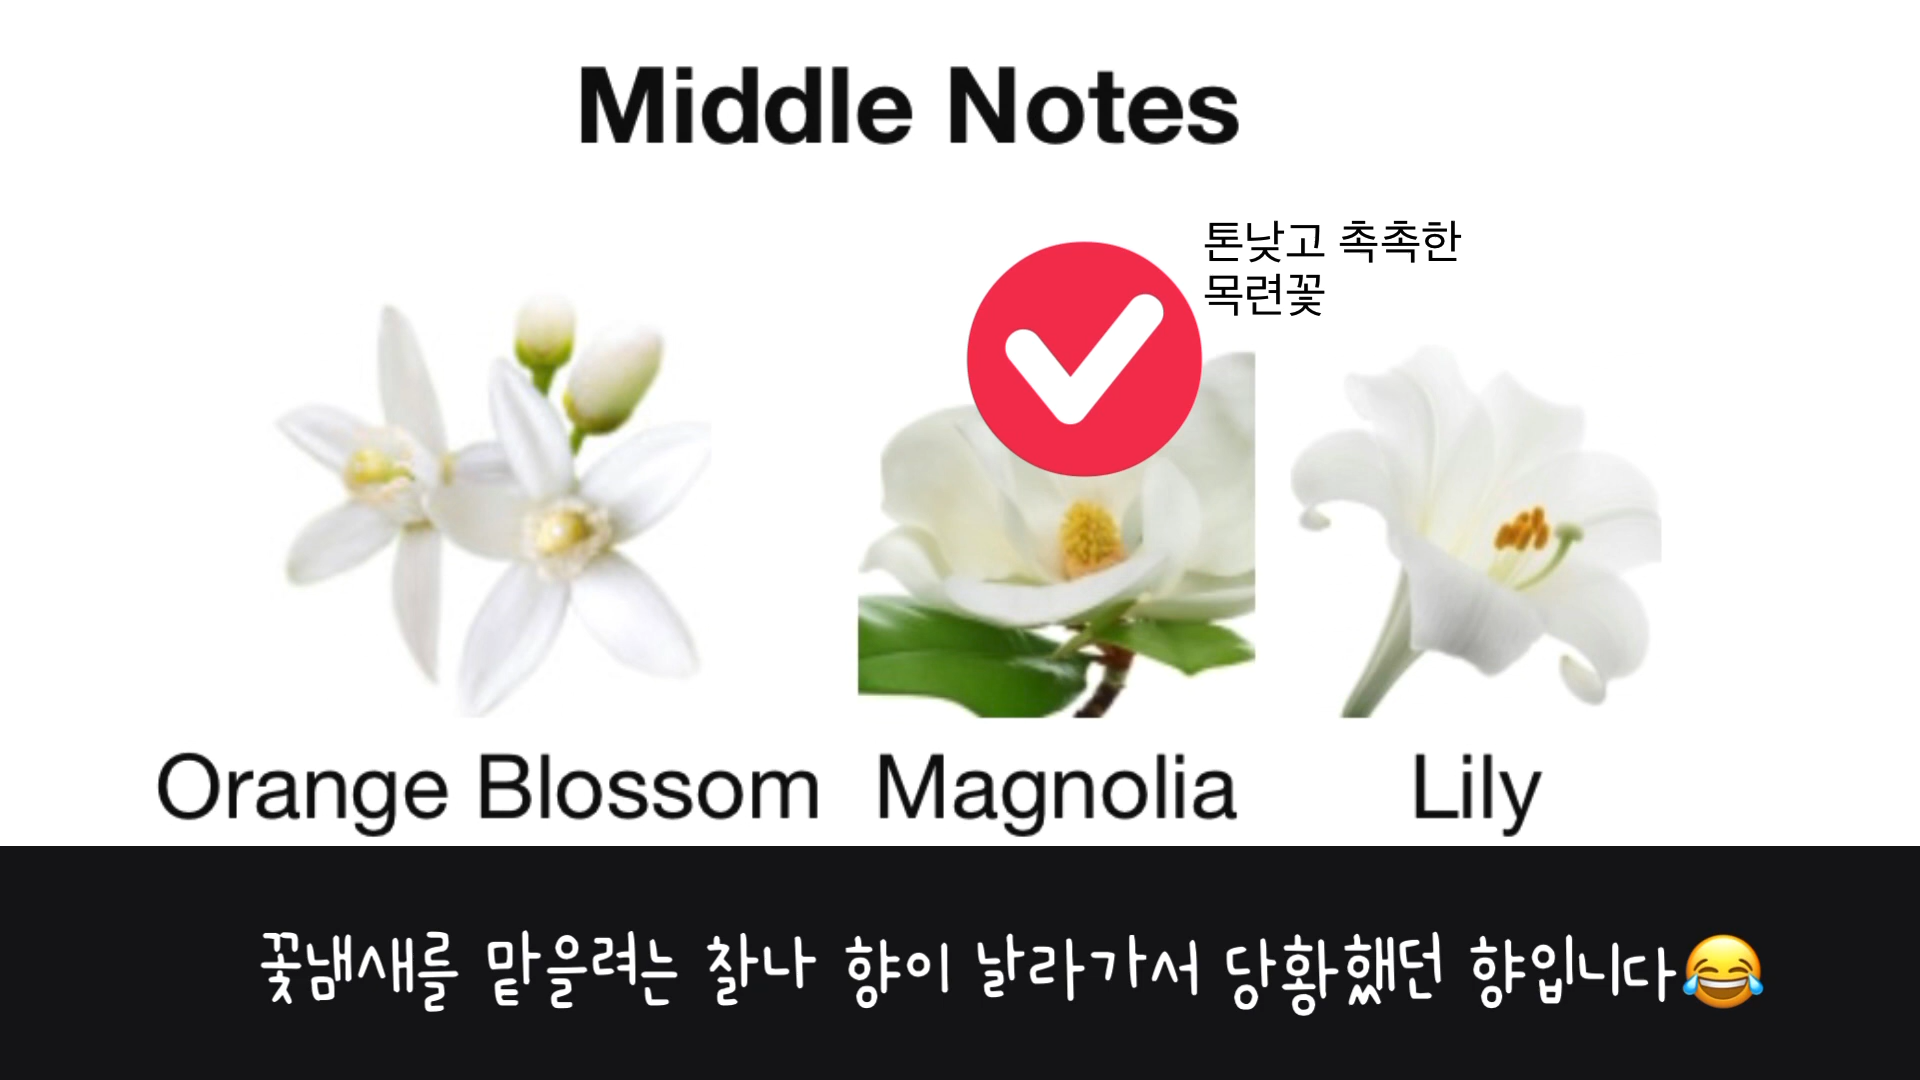 Middle Notes
톤낮고 촉촉한
목련꽃
Orange Blossom
Magnolia
Lily
꽃냄새를 맡을려는 찰나 향이 날라가서 당황했던 향입니다😂